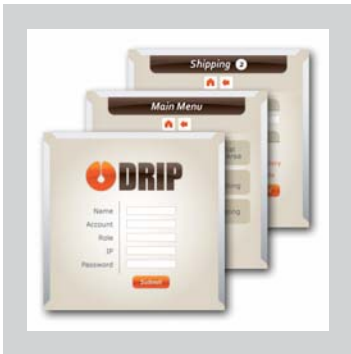 Shipping 2
Main Menu
DRIP
Name
Account
Role
IP
Password
Submit